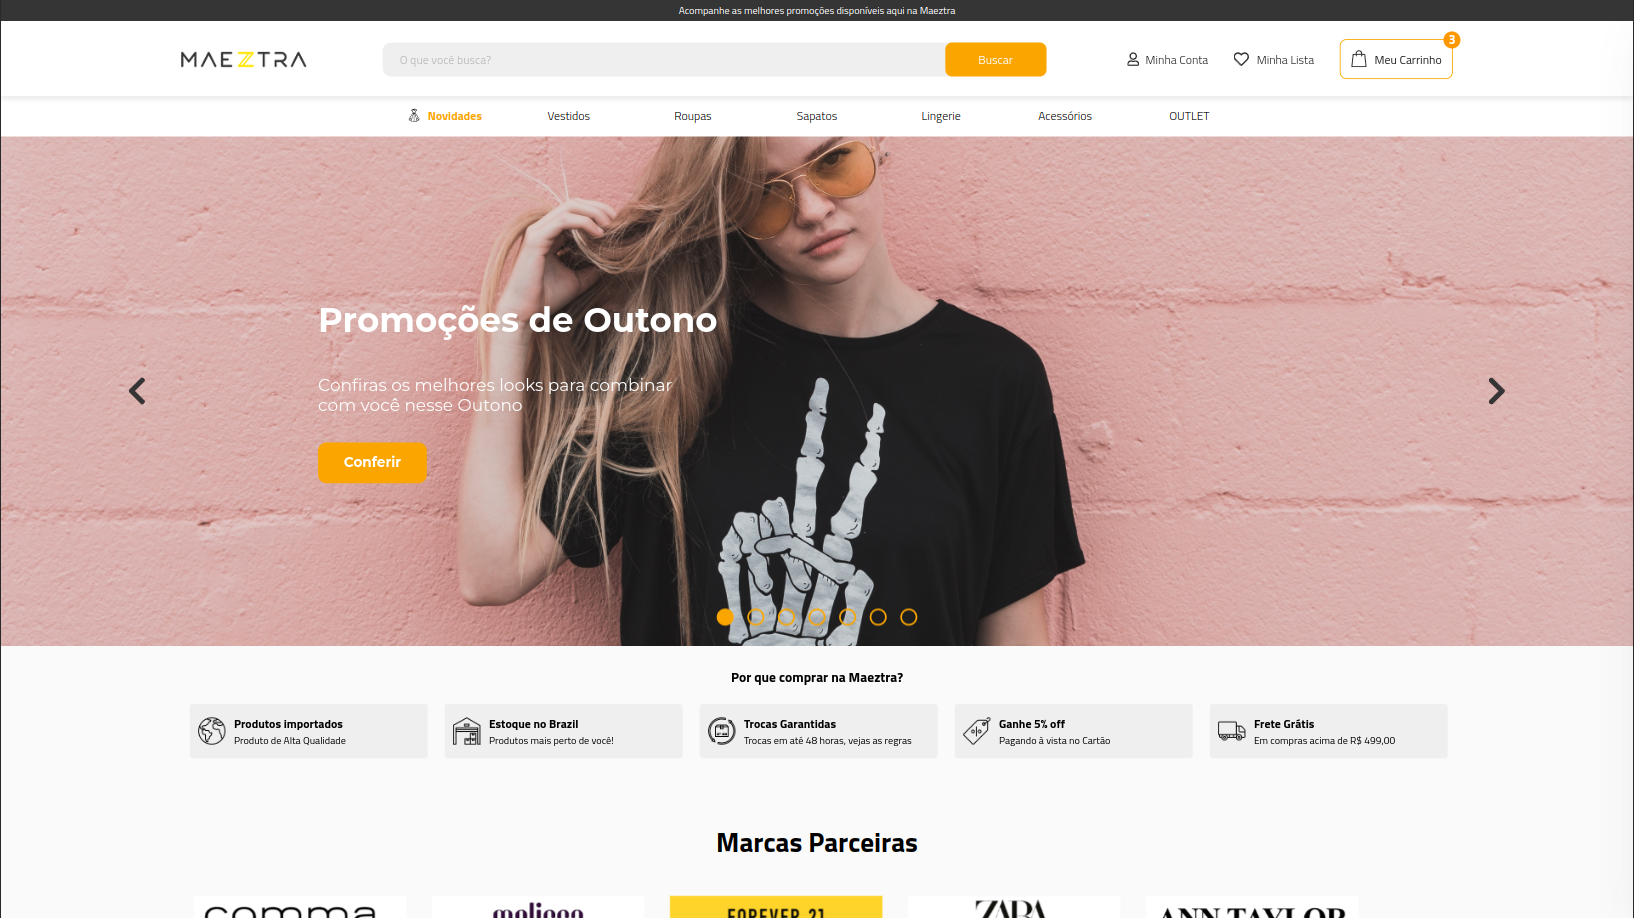 Acompanhe as melhores promoções disponíveis aqui na Maeztra
MAEZTRA
O que você busca?
Buscar
Minha Conta
Minha Lista
Meu Carrinho
3
Novidades
Vestidos
Roupas
Sapatos
Lingerie
Acessórios
OUTLET
Promoções de Outono
Confiras os melhores looks para combinar
com você nesse Outono
Conferir
Por que comprar na Maeztra?
Produtos importados
Produto de Alta Qualidade
Estoque no Brazil
Produtos mais perto de você!
Trocas Garantidas
Trocas em até 48 horas, vejas as regras
Ganhe 5% off
Pagando à vista no Cartão
Frete Grátis
Em compras acima de R$ 499,00
Marcas Parceiras
comma
FOREVER 21
ZARA
ANN TAYLOR